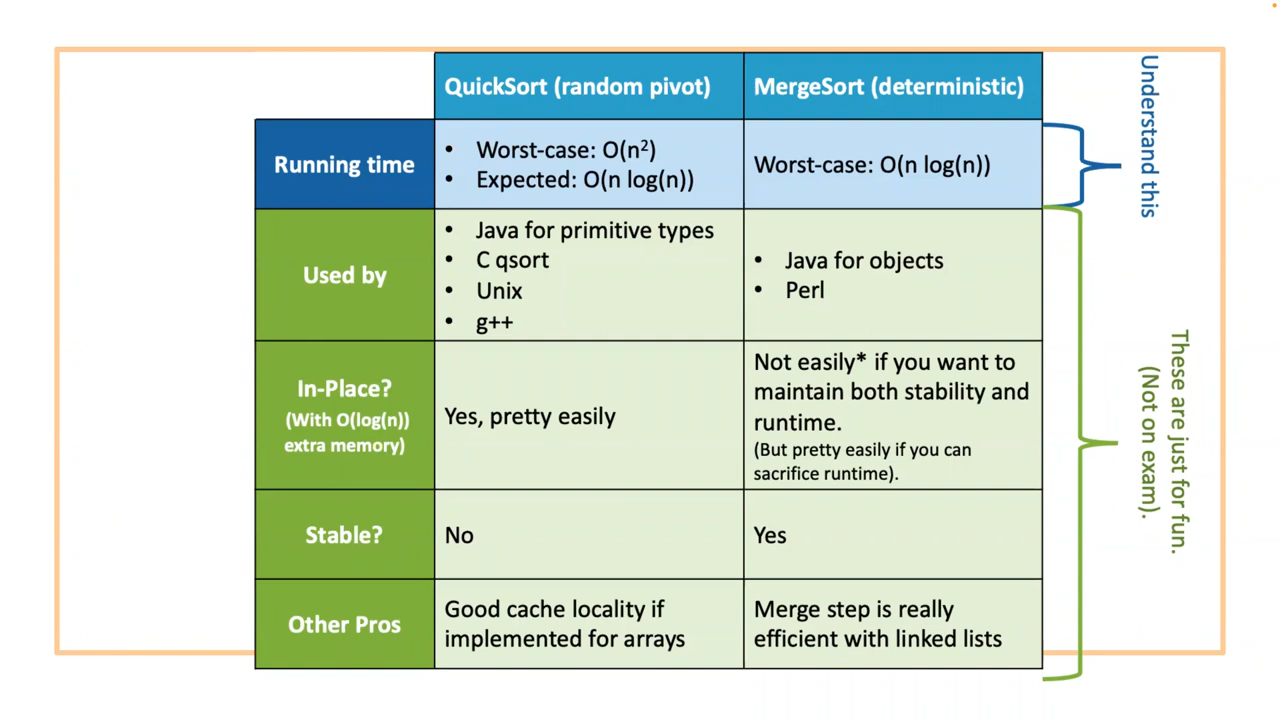 QuickSort (random pivot)
MergeSort (deterministic)
Running time
• Worst-case: O(n²)
• Expected: O(n log(n))
Worst-case: O(n log(n))
Used by
• Java for primitive types
• C qsort
• Unix
• g++
• Java for objects
• Perl
In-Place?
(With O(log(n))
extra memory)
Yes, pretty easily
Not easily* if you want to
maintain both stability and
runtime.
(But pretty easily if you can
sacrifice runtime).
Stable?
No
Yes
Other Pros
Good cache locality if
implemented for arrays
Merge step is really
efficient with linked lists
Understand this
These are just for fun.
(Not on exam).